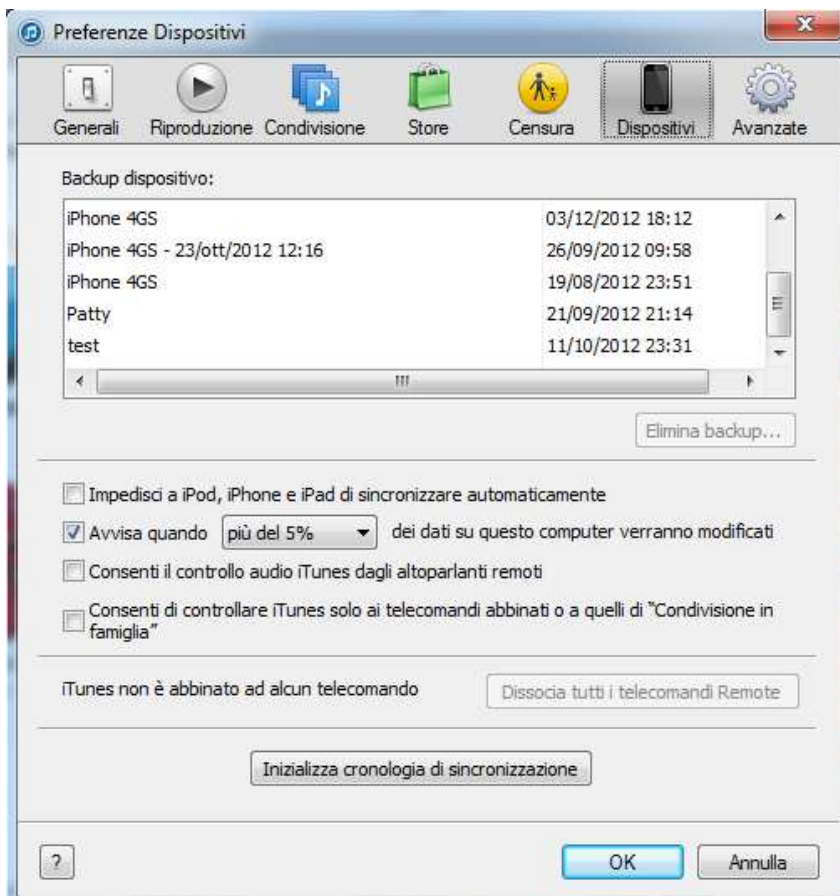 Preferenze Dispositivi
Generali Riproduzione Condivisione Store Censura Dispositivi Avanzate
Backup dispositivo:
iPhone 4GS 03/12/2012 18:12
iPhone 4GS - 23/ott/2012 12:16 26/09/2012 09:58
iPhone 4GS 19/08/2012 23:51
Patty 21/09/2012 21:14
test 11/10/2012 23:31
Elimina backup...
Impedisci a iPod, iPhone e iPad di sincronizzare automaticamente
Avvisa quando più del 5% dei dati su questo computer verranno modificati
Consenti il controllo audio iTunes dagli altoparlanti remoti
Consenti di controllare iTunes solo ai telecomandi abbinati o a quelli di “Condivisione in
famiglia”
iTunes non è abbinato ad alcun telecomando Dissocia tutti i telecomandi Remote
Inizializza cronologia di sincronizzazione
? OK Annulla